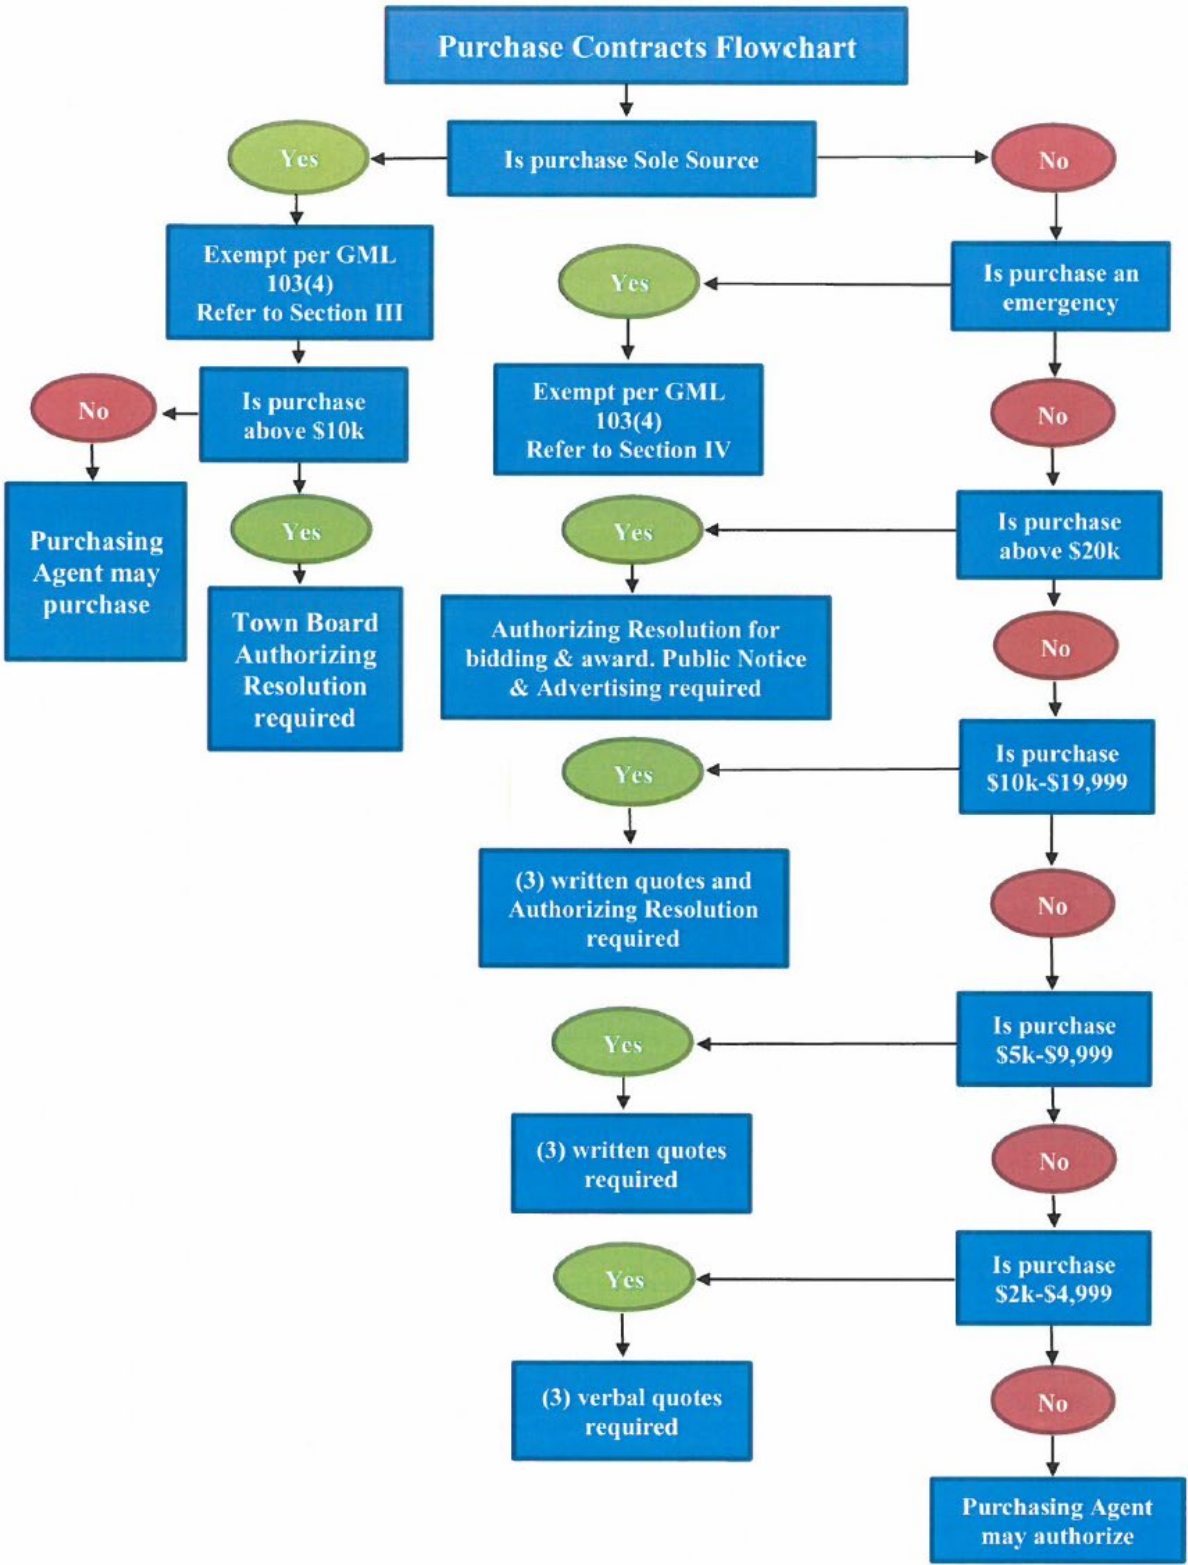 Purchase Contracts Flowchart
Is purchase Sole Source
Yes
No
Exempt per GML
103(4)
Refer to Section III
Is purchase
above $10k
No
Purchasing
Agent may
purchase
Yes
Town Board
Authorizing
Resolution
required
Is purchase an
emergency
Yes
Exempt per GML
103(4)
Refer to Section IV
No
Is purchase
above $20k
Yes
Authorizing Resolution for
bidding & award. Public Notice
& Advertising required
No
Is purchase
$10k-$19,999
Yes
(3) written quotes and
Authorizing Resolution
required
No
Is purchase
$5k-$9,999
Yes
(3) written quotes
required
No
Is purchase
$2k-$4,999
Yes
(3) verbal quotes
required
No
Purchasing Agent
may authorize